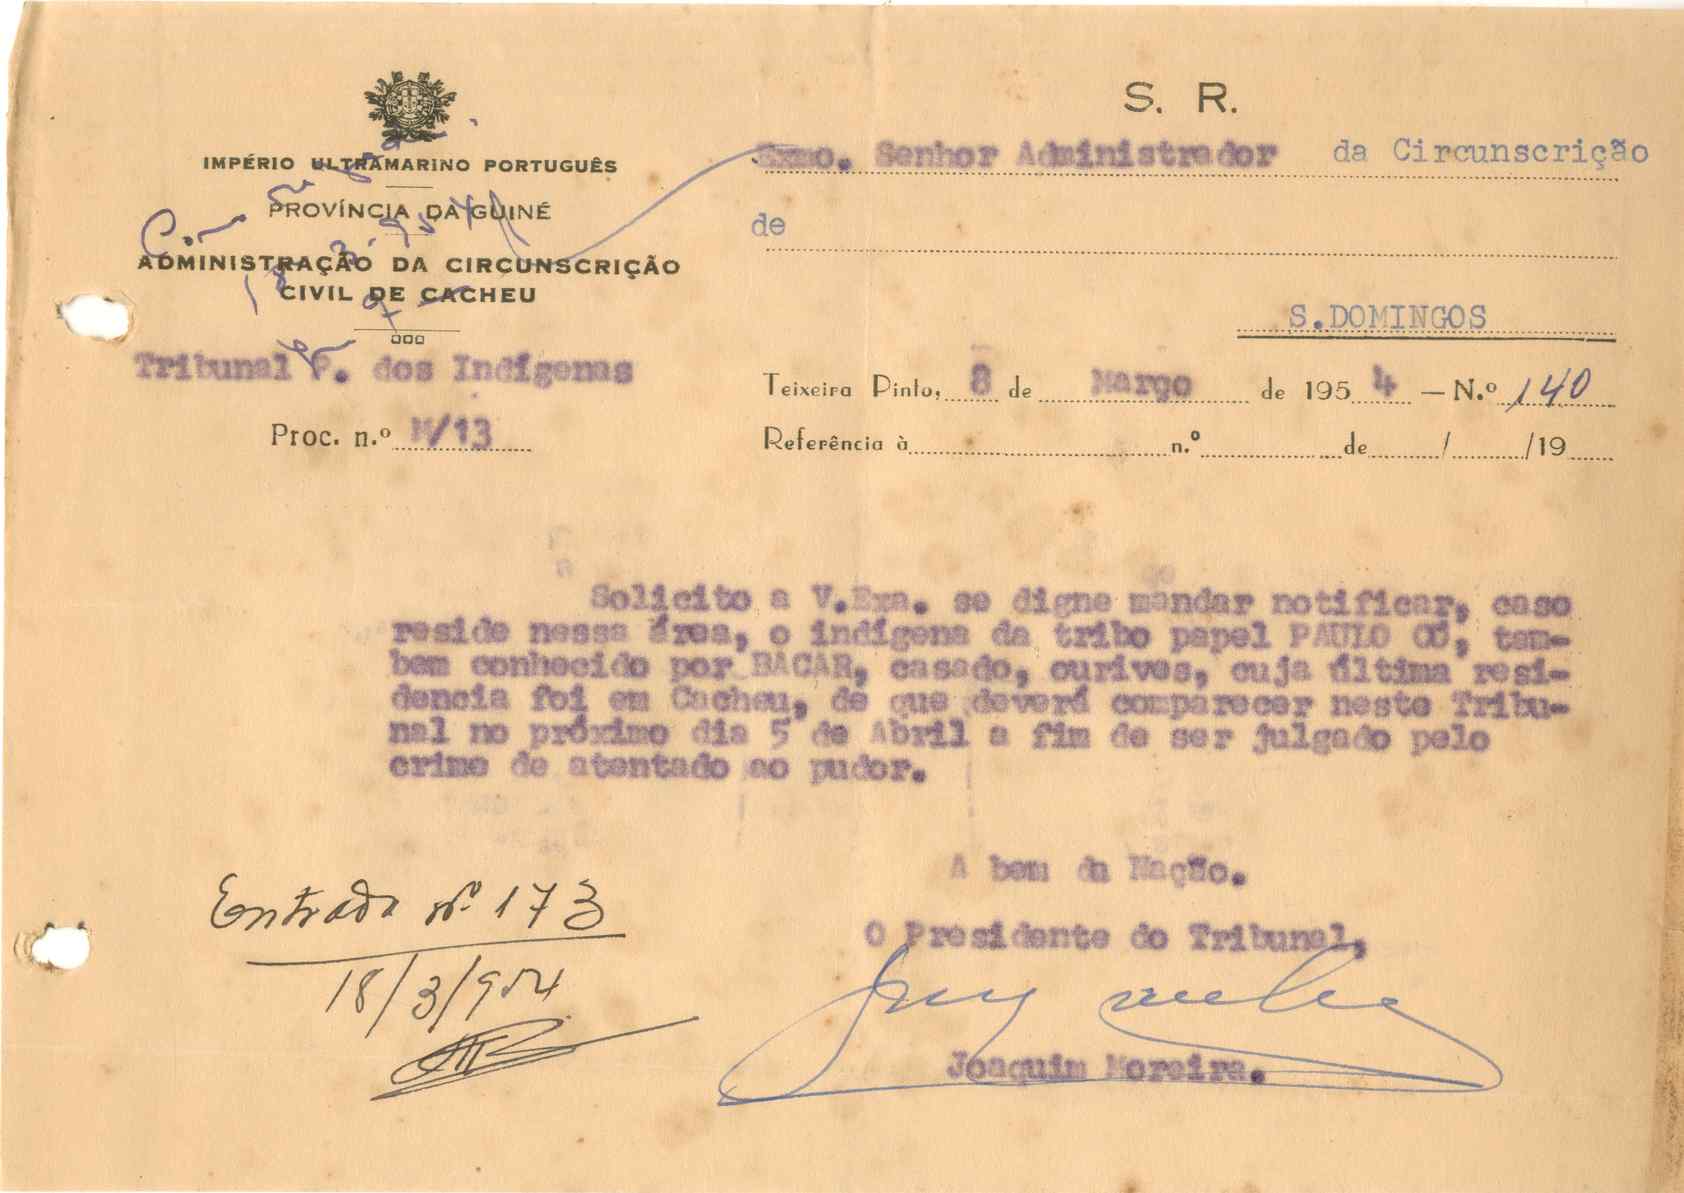 S. R.
IMPÉRIO ULTRAMARINO PORTUGUÊS
PROVÍNCIA DA GUINÉ
ADMINISTRAÇÃO DA CIRCUNSCRIÇÃO
CIVIL DE CACHEU
Tribunal P. dos Indígenas
Proc. n.º M/13
Exmo. Senhor Administrador da Circunscrição
de
S.DOMINGOS
Teixeira Pinto, 8 de Março de 1954 — N.º 140
Referência à n.º de / /19
Solicito a V.Exa. se digne mandar notificar, caso
reside nessa área, o indígena da tribo papel PAULO CÓ, tam-
bem conhecido por BACAR, casado, ourives, cuja última resi-
dencia foi em Cacheu, de que deverá comparecer neste Tribu-
nal no próximo dia 5 de Abril a fim de ser julgado pelo
crime de atentado ao pudor.
A bem da Nação.
O Presidente do Tribunal,
Joaquim Moreira.
Entrada nº. 173
18/3/954